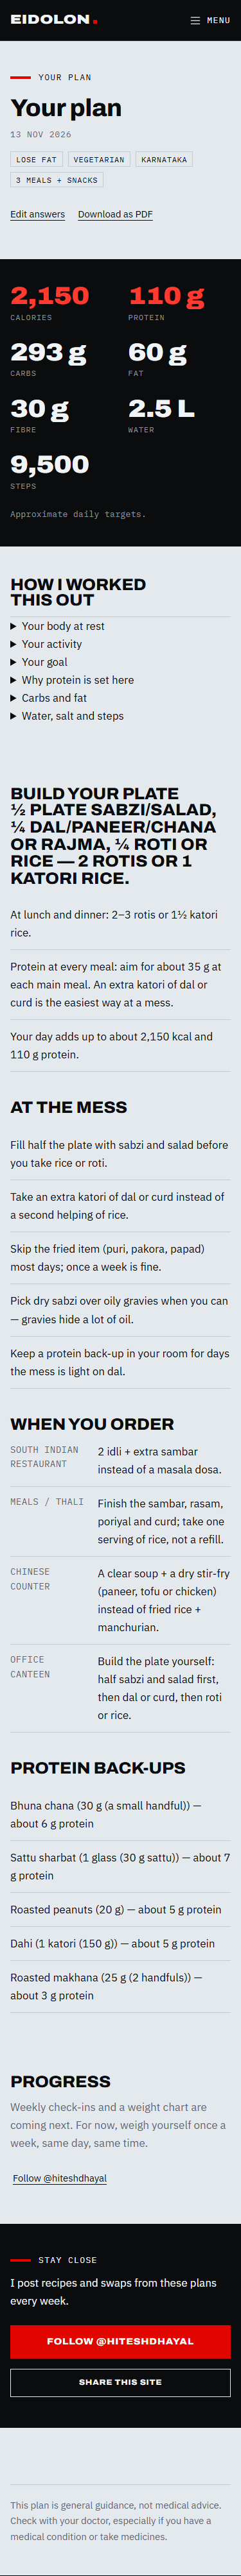 EIDOLON.
MENU
YOUR PLAN
Your plan
13 NOV 2026
LOSE FAT
VEGETARIAN
KARNATAKA
3 MEALS + SNACKS
Edit answers
Download as PDF
2,150
CALORIES
110 g
PROTEIN
293 g
CARBS
60 g
FAT
30 g
FIBRE
2.5 L
WATER
9,500
STEPS
Approximate daily targets.
HOW I WORKED
THIS OUT
Your body at rest
Your activity
Your goal
Why protein is set here
Carbs and fat
Water, salt and steps
BUILD YOUR PLATE
½ PLATE SABZI/SALAD,
¼ DAL/PANEER/CHANA
OR RAJMA, ¼ ROTI OR
RICE — 2 ROTIS OR 1
KATORI RICE.
At lunch and dinner: 2–3 rotis or 1½ katori
rice.
Protein at every meal: aim for about 35 g at
each main meal. An extra katori of dal or
curd is the easiest way at a mess.
Your day adds up to about 2,150 kcal and
110 g protein.
AT THE MESS
Fill half the plate with sabzi and salad before
you take rice or roti.
Take an extra katori of dal or curd instead of
a second helping of rice.
Skip the fried item (puri, pakora, papad)
most days; once a week is fine.
Pick dry sabzi over oily gravies when you can
— gravies hide a lot of oil.
Keep a protein back-up in your room for days
the mess is light on dal.
WHEN YOU ORDER
SOUTH INDIAN
RESTAURANT
2 idli + extra sambar
instead of a masala dosa.
MEALS / THALI
Finish the sambar, rasam,
poriyal and curd; take one
serving of rice, not a refill.
CHINESE
COUNTER
A clear soup + a dry stir-fry
(paneer, tofu or chicken)
instead of fried rice +
manchurian.
OFFICE
CANTEEN
Build the plate yourself:
half sabzi and salad first,
then dal or curd, then roti
or rice.
PROTEIN BACK-UPS
Bhuna chana (30 g (a small handful)) —
about 6 g protein
Sattu sharbat (1 glass (30 g sattu)) — about 7
g protein
Roasted peanuts (20 g) — about 5 g protein
Dahi (1 katori (150 g)) — about 5 g protein
Roasted makhana (25 g (2 handfuls)) —
about 3 g protein
PROGRESS
Weekly check-ins and a weight chart are
coming next. For now, weigh yourself once a
week, same day, same time.
Follow @hiteshdhayal
STAY CLOSE
I post recipes and swaps from these plans
every week.
FOLLOW @HITESHDHAYAL
SHARE THIS SITE
This plan is general guidance, not medical advice.
Check with your doctor, especially if you have a
medical condition or take medicines.